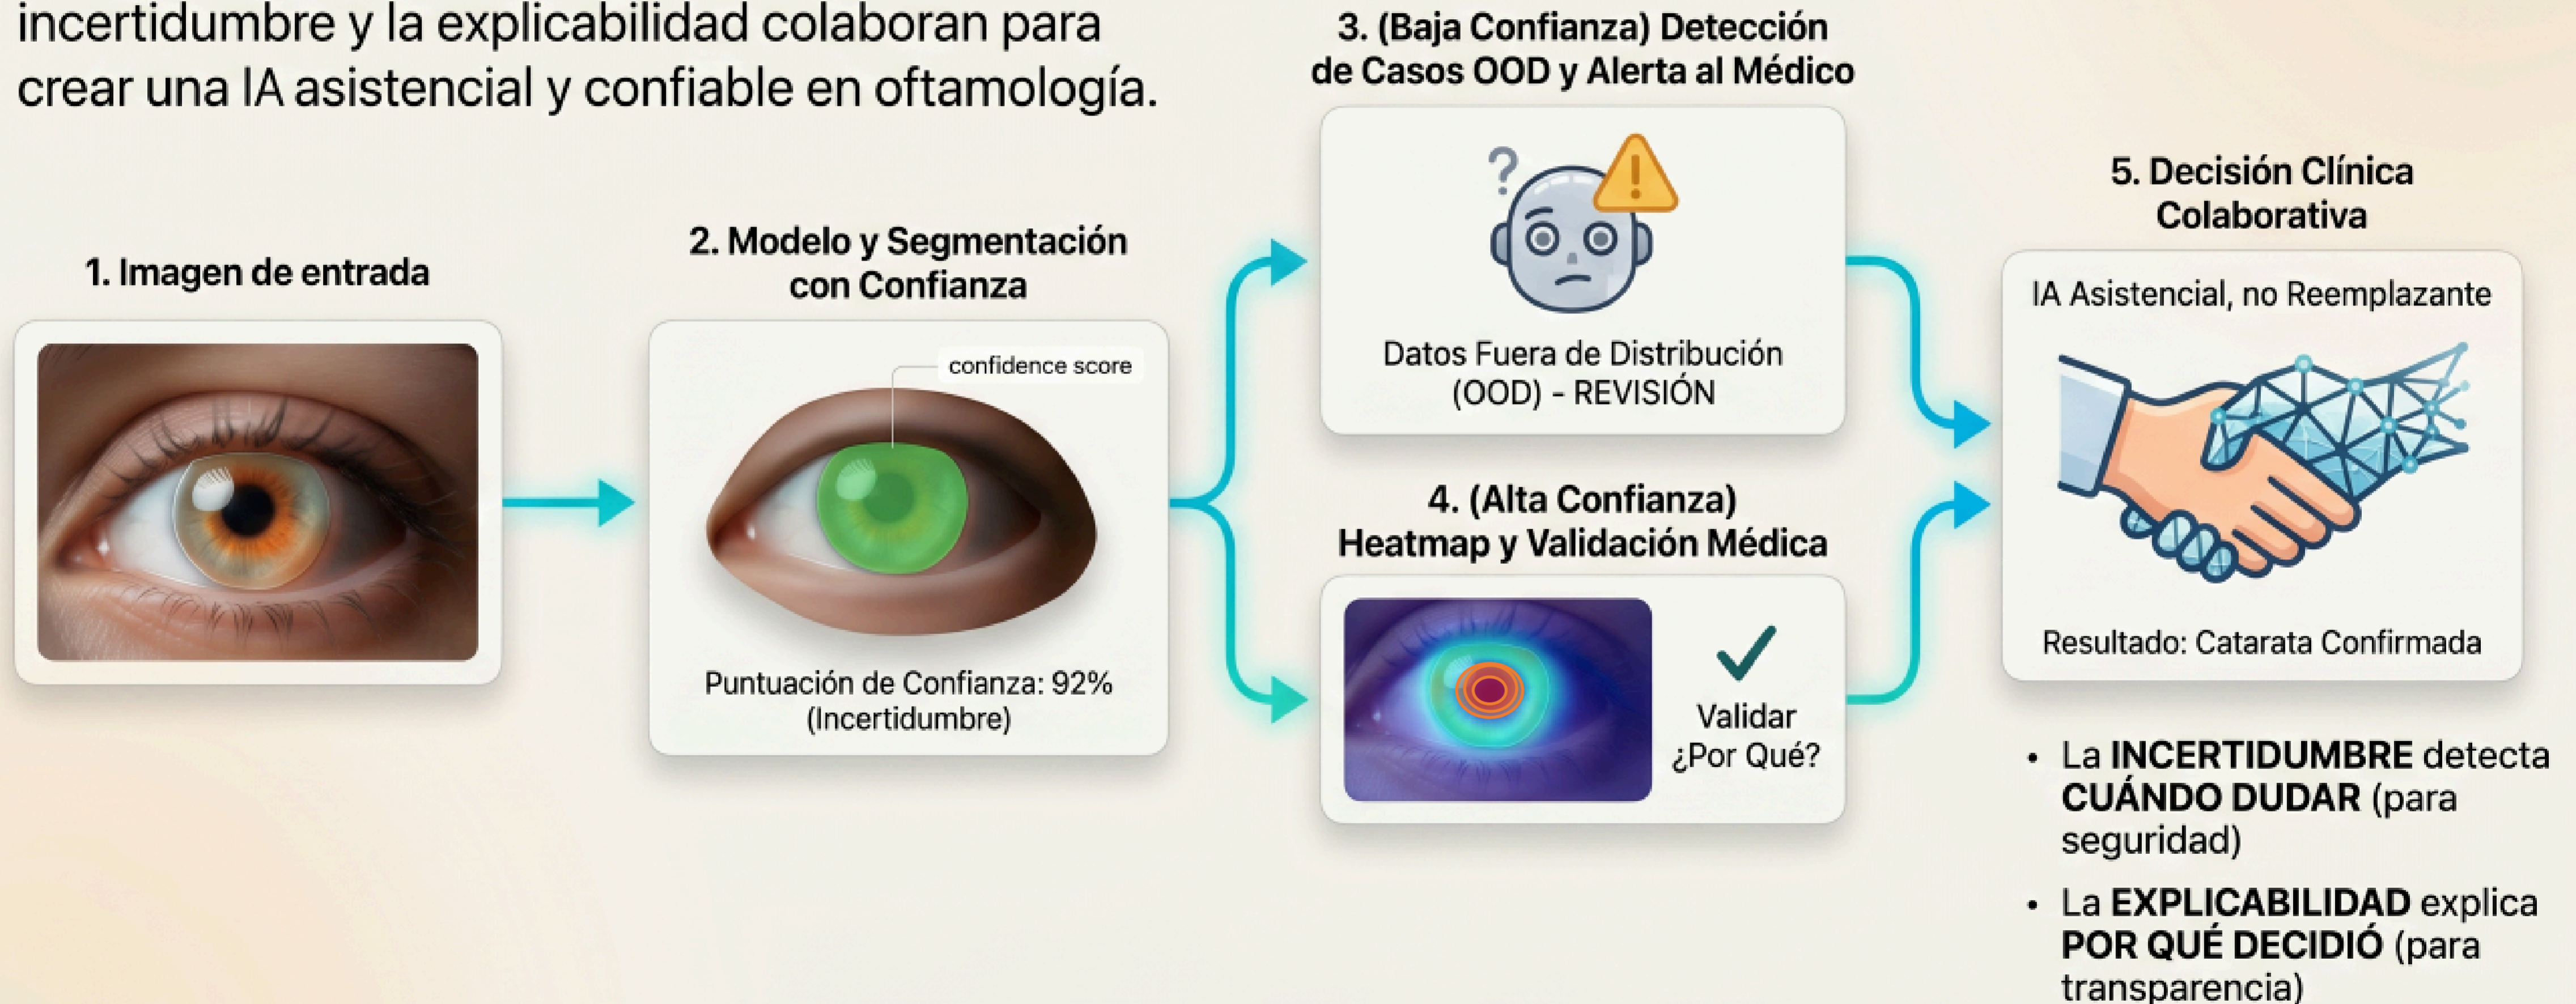 incertidumbre y la explicabilidad colaboran para
crear una IA asistencial y confiable en oftamología.
1. Imagen de entrada
2. Modelo y Segmentación
con Confianza
confidence score
Puntuación de Confianza: 92%
(Incertidumbre)
3. (Baja Confianza) Detección
de Casos OOD y Alerta al Médico
?
!
Datos Fuera de Distribución
(OOD) - REVISIÓN
4. (Alta Confianza)
Heatmap y Validación Médica
Validar
¿Por Qué?
5. Decisión Clínica
Colaborativa
IA Asistencial, no Reemplazante
Resultado: Catarata Confirmada
• La INCERTIDUMBRE detecta
CUÁNDO DUDAR (para
seguridad)
• La EXPLICABILIDAD explica
POR QUÉ DECIDIÓ (para
transparencia)